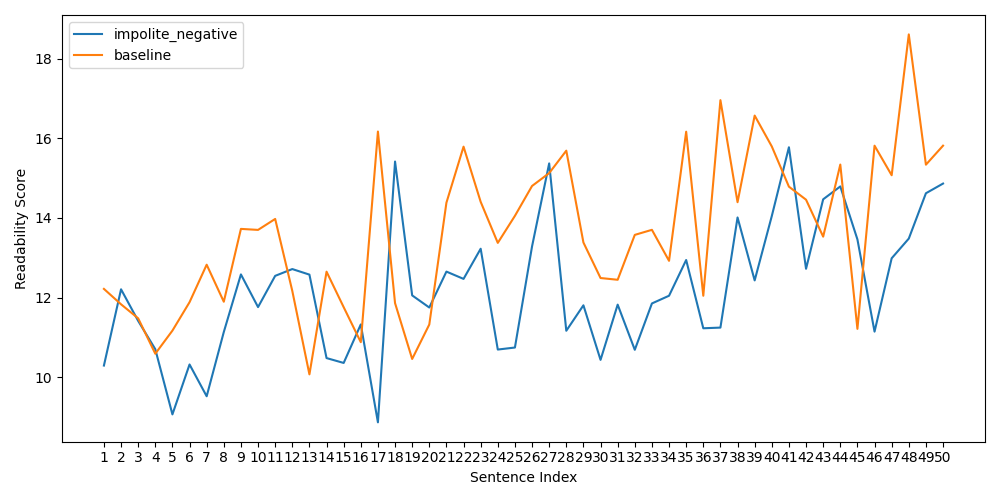 impolite_negative
baseline
Readability Score
18
16
14
12
10
1 2 3 4 5 6 7 8 9 10 11 12 13 14 15 16 17 18 19 20 21 22 23 24 25 26 27 28 29 30 31 32 33 34 35 36 37 38 39 40 41 42 43 44 45 46 47 48 49 50
Sentence Index